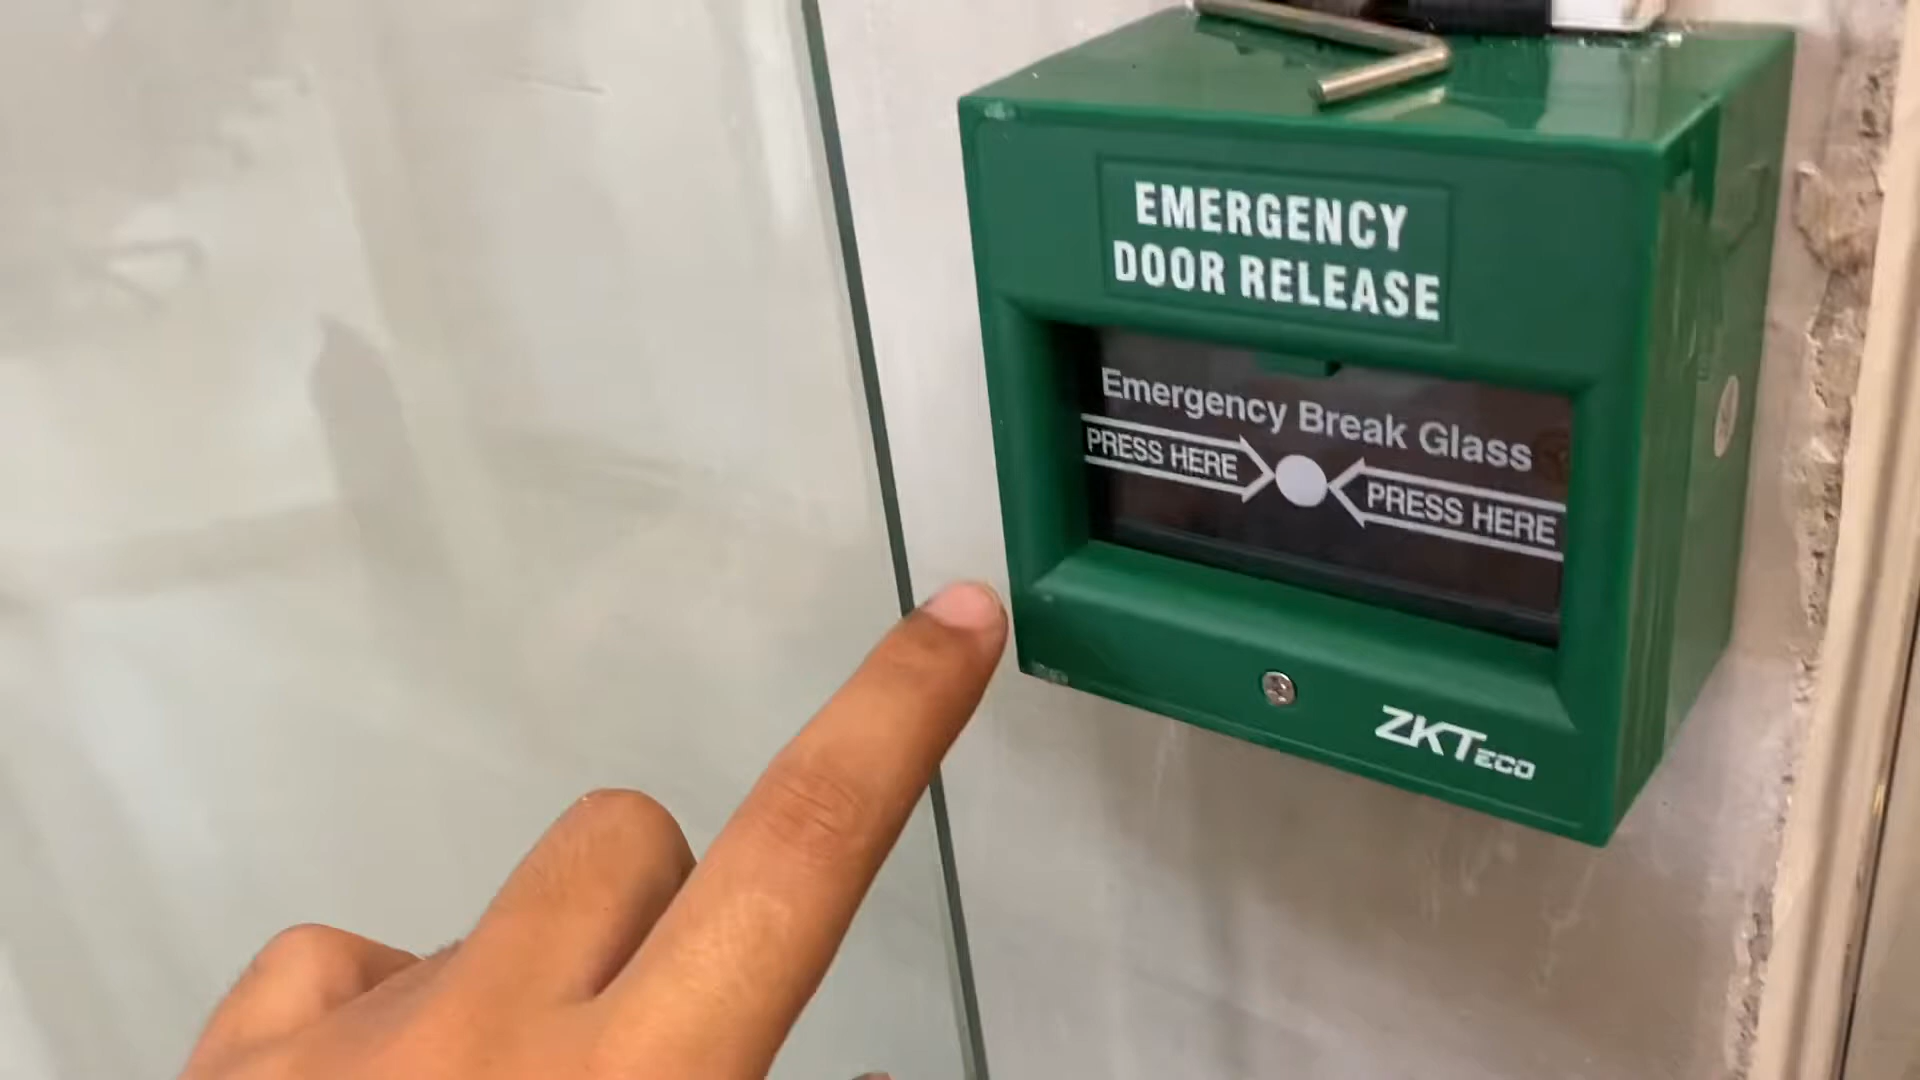 EMERGENCY
DOOR RELEASE
Emergency Break Glass
PRESS HERE
PRESS HERE
ZKTECO